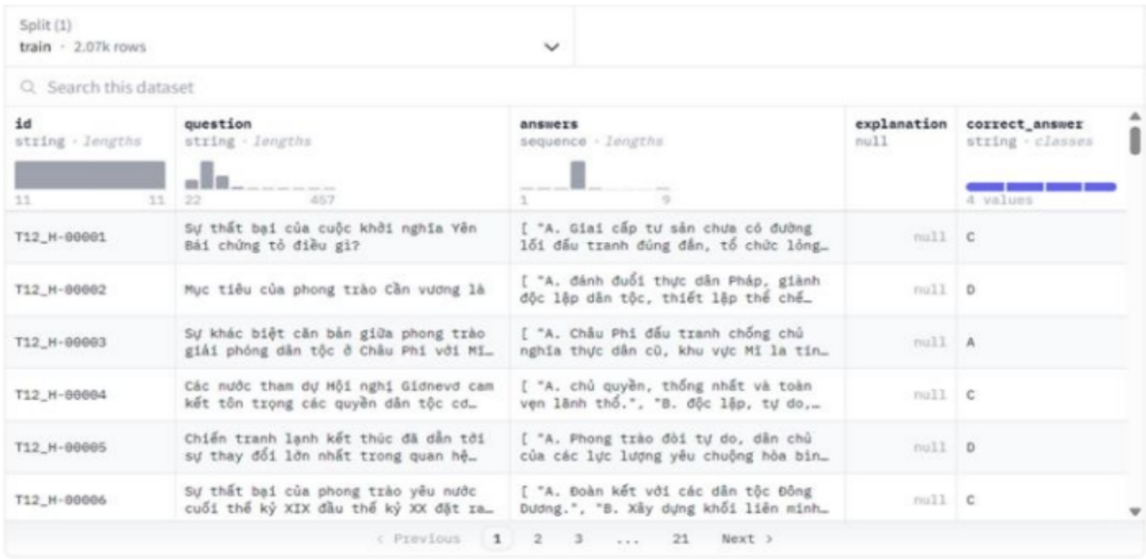 Split (1)
train · 2.07k rows
Search this dataset
id
string · lengths
question
string · lengths
answers
sequence · lengths
explanation
null
correct_answer
string · classes
11 11
22 457
1 9
4 values
T12_H-00001
Sự thất bại của cuộc khởi nghĩa Yên
Bái chứng tỏ điều gì?
[ "A. Giai cấp tư sản chưa có đường
lối đấu tranh đúng đắn, tổ chức lỏng…
null
C
T12_H-00002
Mục tiêu của phong trào Cần vương là
[ "A. đánh đuổi thực dân Pháp, giành
độc lập dân tộc, thiết lập thể chế…
null
D
T12_H-00003
Sự khác biệt căn bản giữa phong trào
giải phóng dân tộc ở Châu Phi với Mĩ…
[ "A. Châu Phi đấu tranh chống chủ
nghĩa thực dân cũ, khu vực Mĩ la tin…
null
A
T12_H-00004
Các nước tham dự Hội nghị Giơnevơ cam
kết tôn trọng các quyền dân tộc cơ…
[ "A. chủ quyền, thống nhất và toàn
vẹn lãnh thổ.", "B. độc lập, tự do,…
null
C
T12_H-00005
Chiến tranh lạnh kết thúc đã dẫn tới
sự thay đổi lớn nhất trong quan hệ…
[ "A. Phong trào đòi tự do, dân chủ
của các lực lượng yêu chuộng hòa bìn…
null
D
T12_H-00006
Sự thất bại của phong trào yêu nước
cuối thế kỷ XIX đầu thế kỷ XX đặt ra…
[ "A. Đoàn kết với các dân tộc Đông
Dương.", "B. Xây dựng khối liên minh…
null
C
< Previous 1 2 3 ... 21 Next >